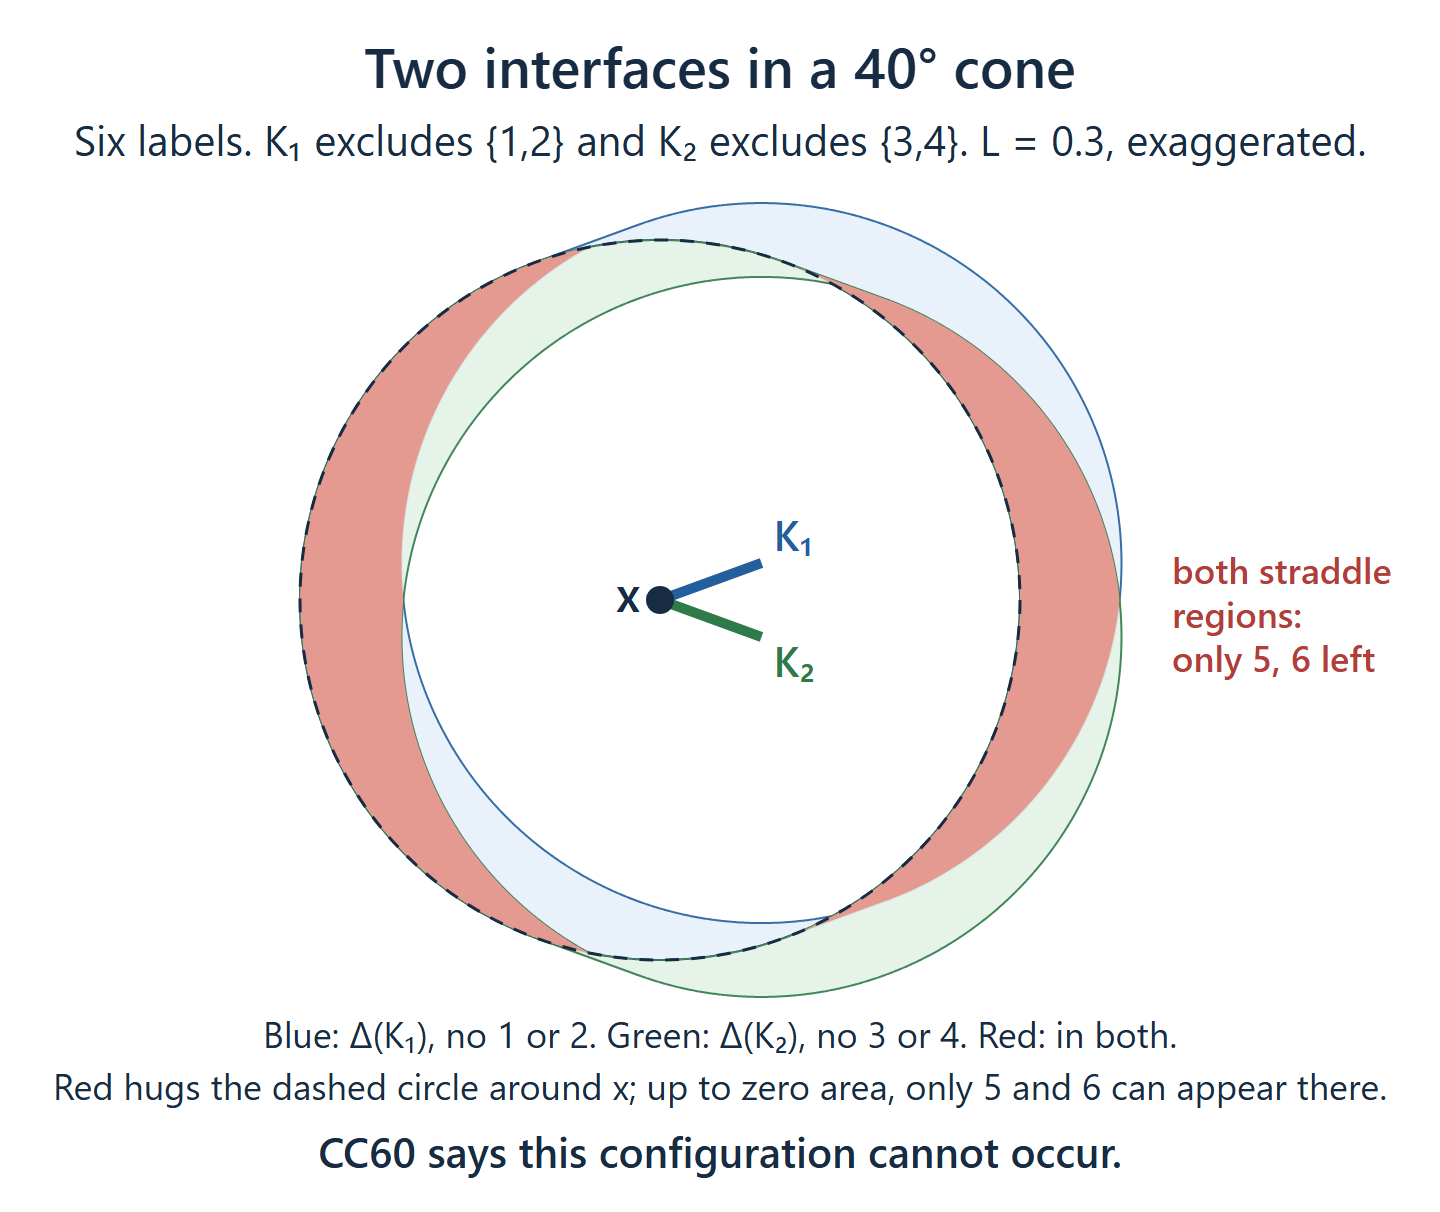 Two interfaces in a 40° cone
Six labels. K₁ excludes {1,2} and K₂ excludes {3,4}. L = 0.3, exaggerated.
K₁
x
K₂
both straddle
regions:
only 5, 6 left
Blue: Δ(K₁), no 1 or 2. Green: Δ(K₂), no 3 or 4. Red: in both.
Red hugs the dashed circle around x; up to zero area, only 5 and 6 can appear there.
CC60 says this configuration cannot occur.